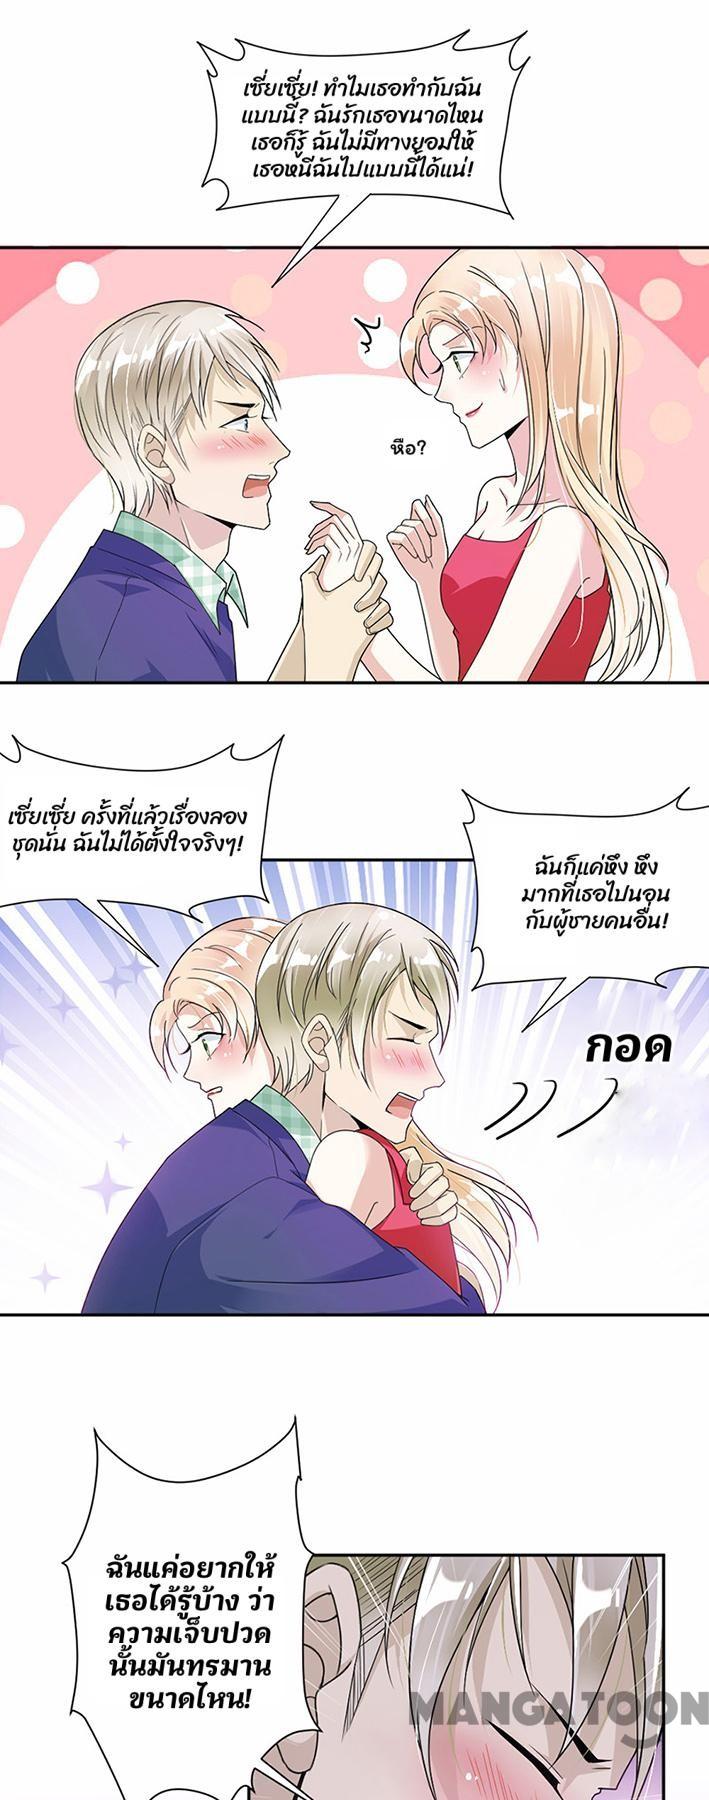 เซี่ยเซี่ย! ทำไมเธอทำกับฉัน
แบบนี้? ฉันรักเธอขนาดไหน
เธอก็รู้ ฉันไม่มีทางยอมให้
เธอหนีฉันไปแบบนี้ได้แน่!
หือ?
เซี่ยเซี่ย ครั้งที่แล้วเรื่องลอง
ชุดนั่น ฉันไม่ได้ตั้งใจจริงๆ!
ฉันก็แค่หึง หึง
มากที่เธอไปนอน
กับผู้ชายคนอื่น!
กอด
ฉันแค่อยากให้
เธอได้รู้บ้าง ว่า
ความเจ็บปวด
นั้นมันทรมาน
ขนาดไหน!
MANGATOON